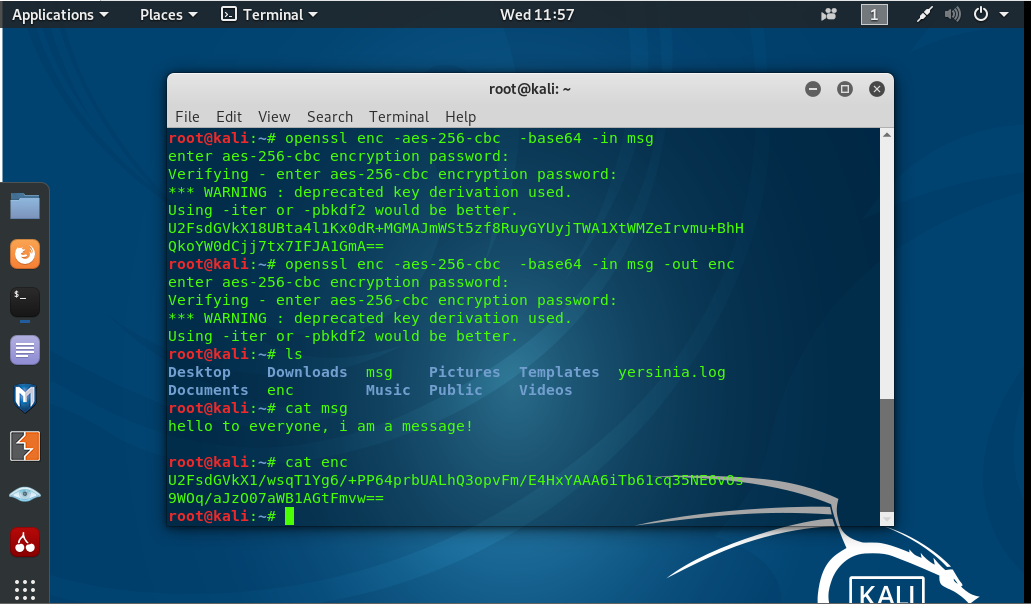 Applications Places Terminal Wed 11:57 1
root@kali: ~
File Edit View Search Terminal Help
root@kali:~# openssl enc -aes-256-cbc  -base64 -in msg
enter aes-256-cbc encryption password:
Verifying - enter aes-256-cbc encryption password:
*** WARNING : deprecated key derivation used.
Using -iter or -pbkdf2 would be better.
U2FsdGVkX18UBta4l1Kx0dR+MGMAJmWSt5zf8RuyGYUyjTWA1XtWMZeIrvmu+BhH
QkoYW0dCjj7tx7IFJA1GmA==
root@kali:~# openssl enc -aes-256-cbc  -base64 -in msg -out enc
enter aes-256-cbc encryption password:
Verifying - enter aes-256-cbc encryption password:
*** WARNING : deprecated key derivation used.
Using -iter or -pbkdf2 would be better.
root@kali:~# ls
Desktop    Downloads  msg    Pictures  Templates  yersinia.log
Documents  enc        Music  Public    Videos
root@kali:~# cat msg
hello to everyone, i am a message!
root@kali:~# cat enc
U2FsdGVkX1/wsqT1Yg6/+PP64prbUALhQ3opvFm/E4HxYAAA6iTb61cq35NE6v0s
9WOq/aJzO07aWB1AGtFmvw==
root@kali:~#
$_
KALI